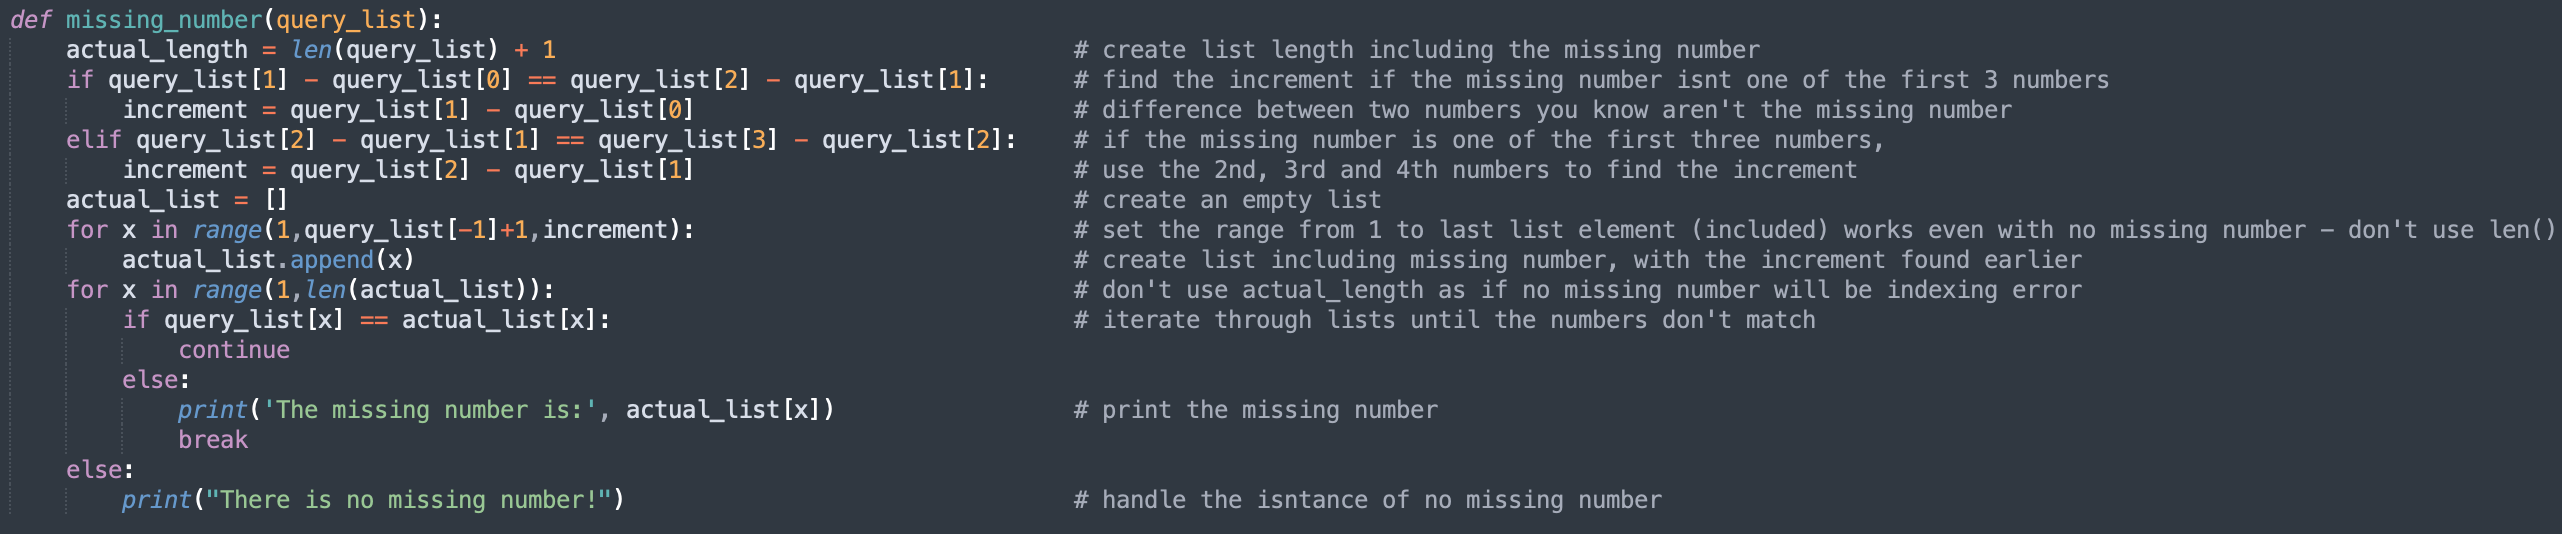 def missing_number(query_list):
    actual_length = len(query_list) + 1                                     # create list length including the missing number
    if query_list[1] - query_list[0] == query_list[2] - query_list[1]:      # find the increment if the missing number isnt one of the first 3 numbers
        increment = query_list[1] - query_list[0]                           # difference between two numbers you know aren't the missing number
    elif query_list[2] - query_list[1] == query_list[3] - query_list[2]:    # if the missing number is one of the first three numbers,
        increment = query_list[2] - query_list[1]                           # use the 2nd, 3rd and 4th numbers to find the increment
    actual_list = []                                                        # create an empty list
    for x in range(1,query_list[-1]+1,increment):                           # set the range from 1 to last list element (included) works even with no missing number - don't use len()
        actual_list.append(x)                                               # create list including missing number, with the increment found earlier
    for x in range(1,len(actual_list)):                                     # don't use actual_length as if no missing number will be indexing error
        if query_list[x] == actual_list[x]:                                 # iterate through lists until the numbers don't match
            continue
        else:
            print('The missing number is:', actual_list[x])                 # print the missing number
            break
    else:
        print("There is no missing number!")                                # handle the isntance of no missing number